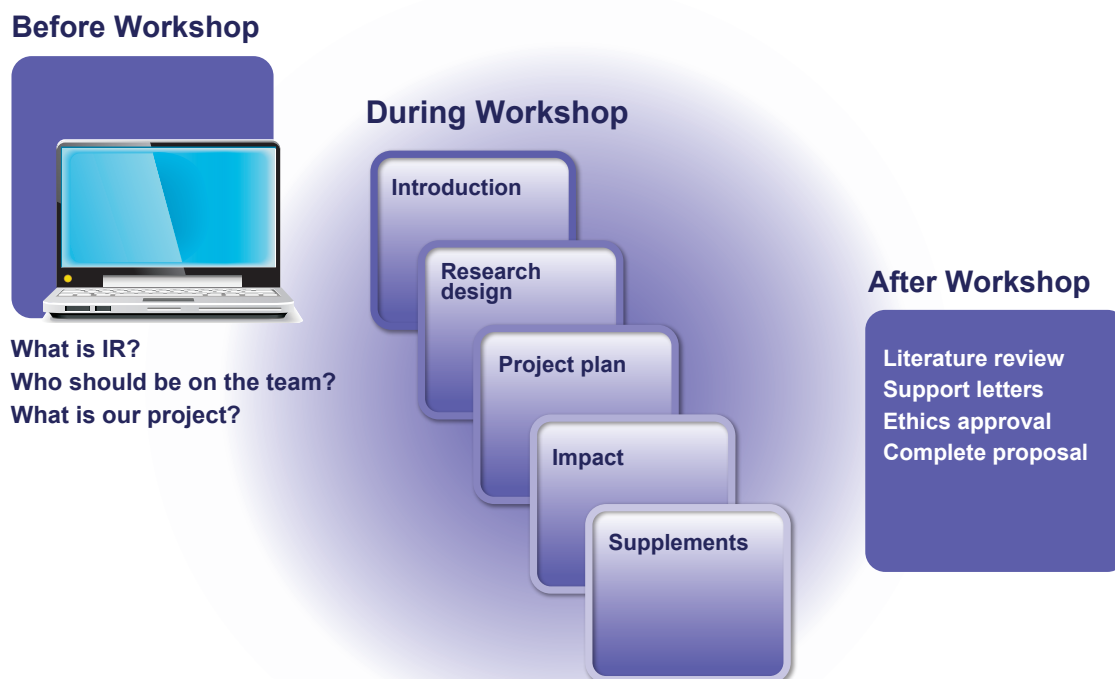 Before Workshop
What is IR?
Who should be on the team?
What is our project?
During Workshop
Introduction
Research
design
Project plan
Impact
Supplements
After Workshop
Literature review
Support letters
Ethics approval
Complete proposal